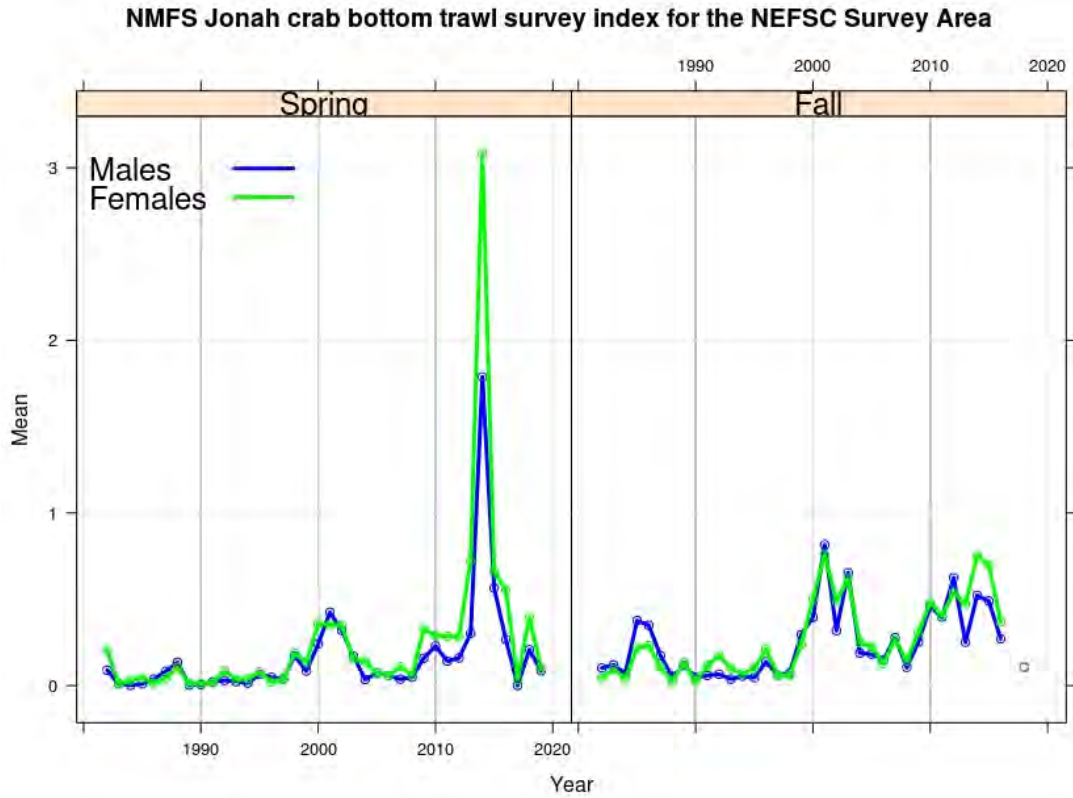 NMFS Jonah crab bottom trawl survey index for the NEFSC Survey Area
1990 2000 2010 2020
Spring Fall
Males
Females
3
2
1
0
Mean
1990 2000 2010 2020
Year